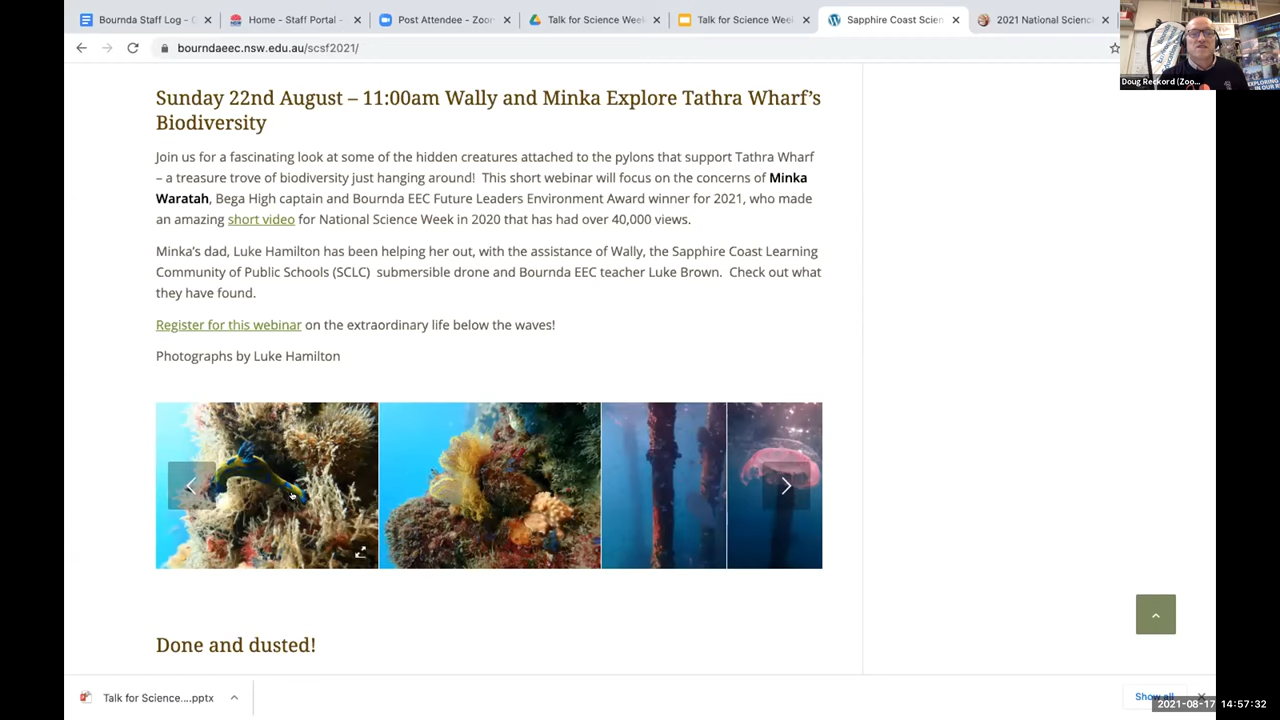 Bournda Staff Log - G
Home - Staff Portal -
Post Attendee - Zoom
Talk for Science Week
Talk for Science Week
Sapphire Coast Scien
2021 National Scienc
bourndaeec.nsw.edu.au/scsf2021/
Doug Reckord (Zoo...
Sunday 22nd August – 11:00am Wally and Minka Explore Tathra Wharf's
Biodiversity
Join us for a fascinating look at some of the hidden creatures attached to the pylons that support Tathra Wharf
– a treasure trove of biodiversity just hanging around! This short webinar will focus on the concerns of Minka
Waratah, Bega High captain and Bournda EEC Future Leaders Environment Award winner for 2021, who made
an amazing short video for National Science Week in 2020 that has had over 40,000 views.
Minka's dad, Luke Hamilton has been helping her out, with the assistance of Wally, the Sapphire Coast Learning
Community of Public Schools (SCLC) submersible drone and Bournda EEC teacher Luke Brown. Check out what
they have found.
Register for this webinar on the extraordinary life below the waves!
Photographs by Luke Hamilton
Done and dusted!
Talk for Science....pptx
Show all
2021-08-17 14:57:32